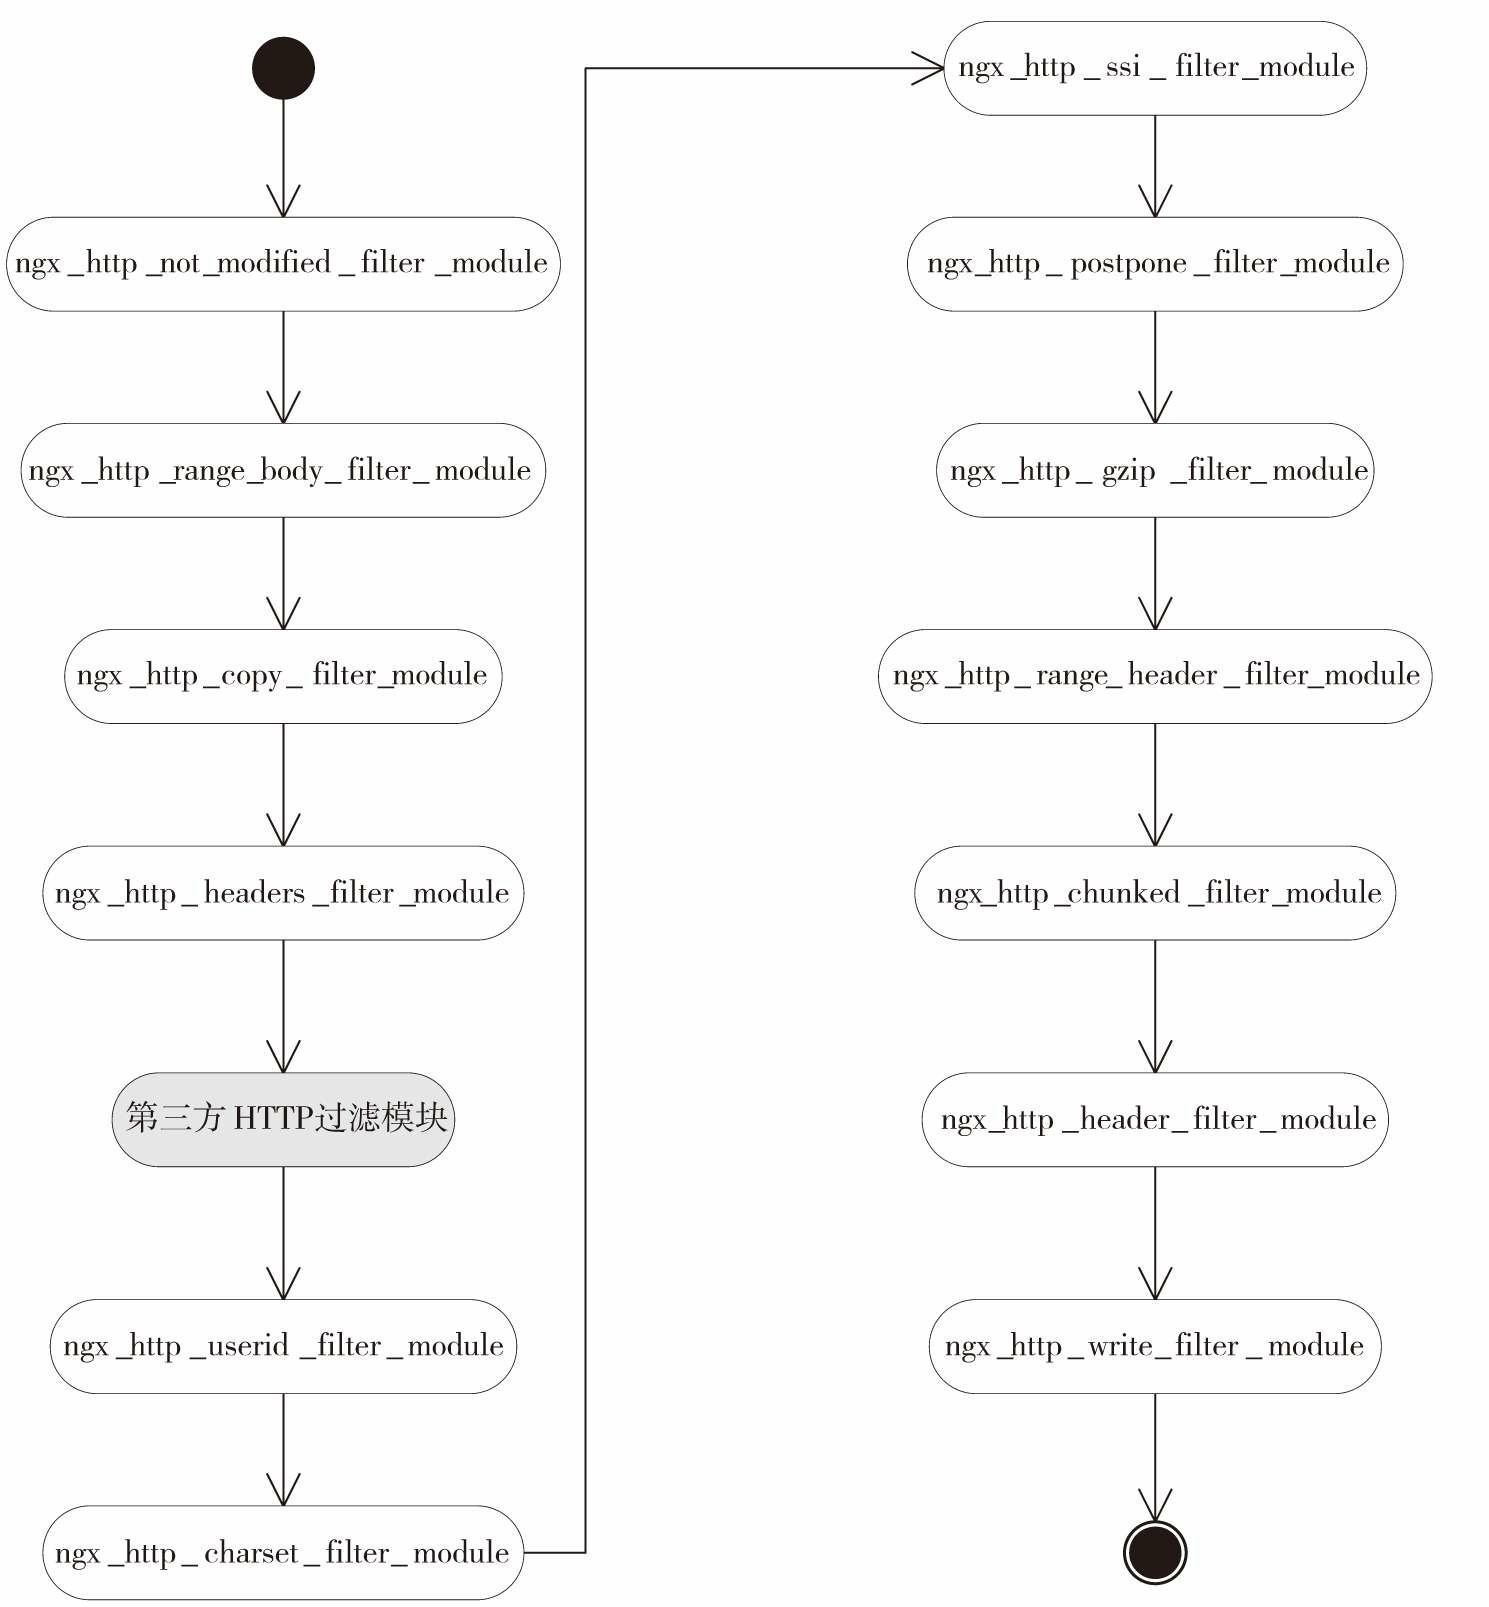 ngx_http_not_modified_filter_module
ngx_http_range_body_filter_module
ngx_http_copy_filter_module
ngx_http_headers_filter_module
第三方HTTP过滤模块
ngx_http_userid_filter_module
ngx_http_charset_filter_module
ngx_http_ssi_filter_module
ngx_http_postpone_filter_module
ngx_http_gzip_filter_module
ngx_http_range_header_filter_module
ngx_http_chunked_filter_module
ngx_http_header_filter_module
ngx_http_write_filter_module